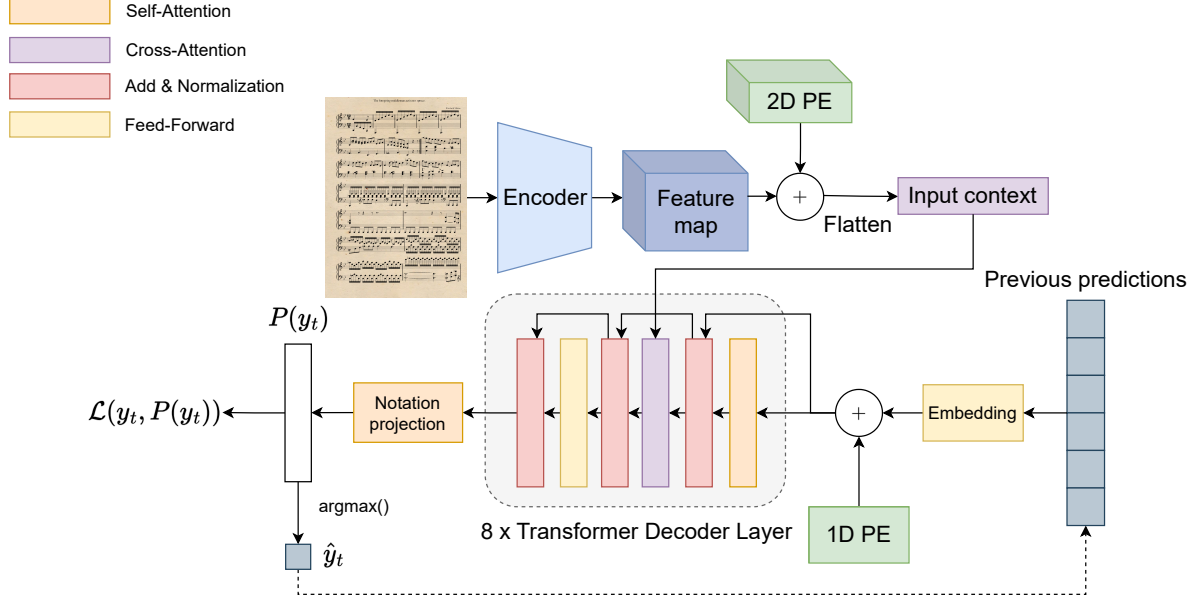 Self-Attention
Cross-Attention
Add & Normalization
Feed-Forward
2D PE
Encoder
Feature
map
+
Flatten
Input context
Previous predictions
P(y_t)
ℒ(y_t, P(y_t))
Notation
projection
+
Embedding
argmax()
8 x Transformer Decoder Layer
1D PE
ŷ_t